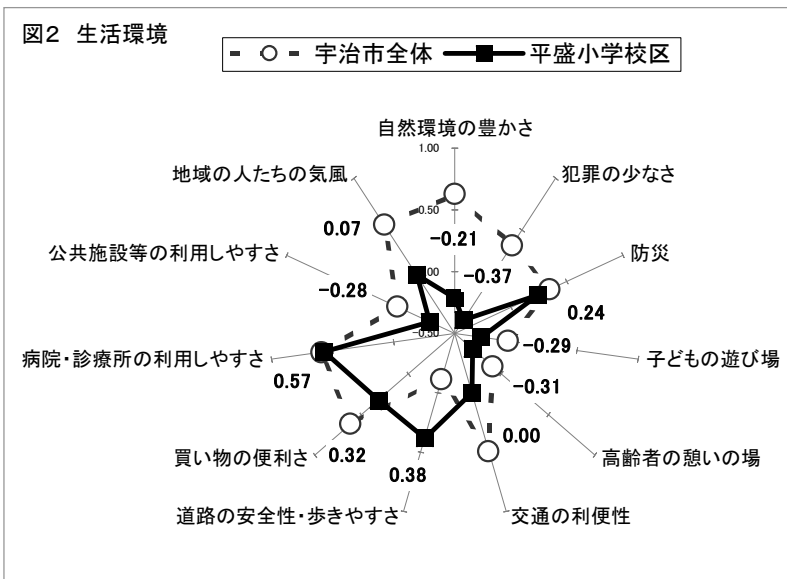 図2 生活環境
宇治市全体
平盛小学校区
自然環境の豊かさ
1.00
地域の人たちの気風
犯罪の少なさ
0.50
0.07
-0.21
公共施設等の利用しやすさ
防災
0.00
-0.37
-0.28
0.24
-0.50
-0.29
病院・診療所の利用しやすさ
子どもの遊び場
0.57
-0.31
0.00
買い物の便利さ
0.32
高齢者の憩いの場
0.38
道路の安全性・歩きやすさ
交通の利便性